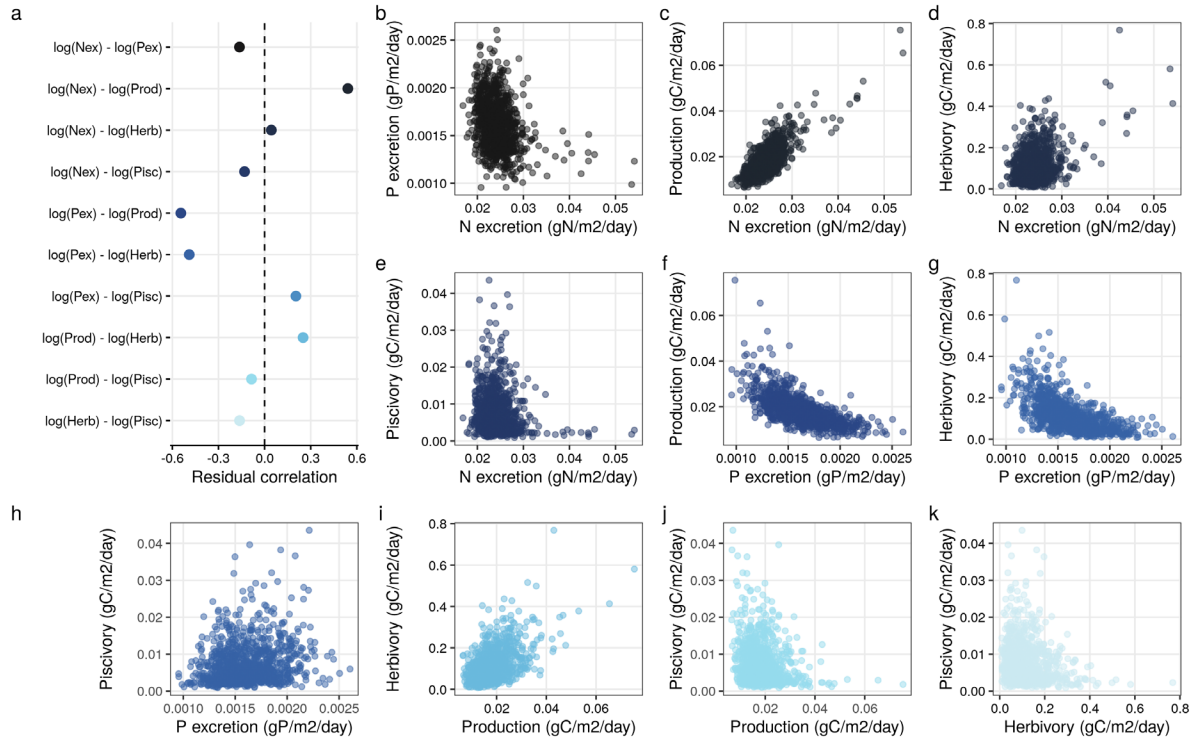 a
log(Nex) - log(Pex)
log(Nex) - log(Prod)
log(Nex) - log(Herb)
log(Nex) - log(Pisc)
log(Pex) - log(Prod)
log(Pex) - log(Herb)
log(Pex) - log(Pisc)
log(Prod) - log(Herb)
log(Prod) - log(Pisc)
log(Herb) - log(Pisc)
-0.6 -0.3 0.0 0.3 0.6
Residual correlation
b
P excretion (gP/m2/day)
0.0025
0.0020
0.0015
0.0010
0.02 0.03 0.04 0.05
N excretion (gN/m2/day)
c
Production (gC/m2/day)
0.06
0.04
0.02
0.02 0.03 0.04 0.05
N excretion (gN/m2/day)
d
Herbivory (gC/m2/day)
0.8
0.6
0.4
0.2
0.0
0.02 0.03 0.04 0.05
N excretion (gN/m2/day)
e
Piscivory (gC/m2/day)
0.04
0.03
0.02
0.01
0.00
0.02 0.03 0.04 0.05
N excretion (gN/m2/day)
f
Production (gC/m2/day)
0.06
0.04
0.02
0.0010 0.0015 0.0020 0.0025
P excretion (gP/m2/day)
g
Herbivory (gC/m2/day)
0.8
0.6
0.4
0.2
0.0
0.0010 0.0015 0.0020 0.0025
P excretion (gP/m2/day)
h
Piscivory (gC/m2/day)
0.04
0.03
0.02
0.01
0.00
0.0010 0.0015 0.0020 0.0025
P excretion (gP/m2/day)
i
Herbivory (gC/m2/day)
0.8
0.6
0.4
0.2
0.0
0.02 0.04 0.06
Production (gC/m2/day)
j
Piscivory (gC/m2/day)
0.04
0.03
0.02
0.01
0.00
0.02 0.04 0.06
Production (gC/m2/day)
k
Piscivory (gC/m2/day)
0.04
0.03
0.02
0.01
0.00
0.0 0.2 0.4 0.6 0.8
Herbivory (gC/m2/day)